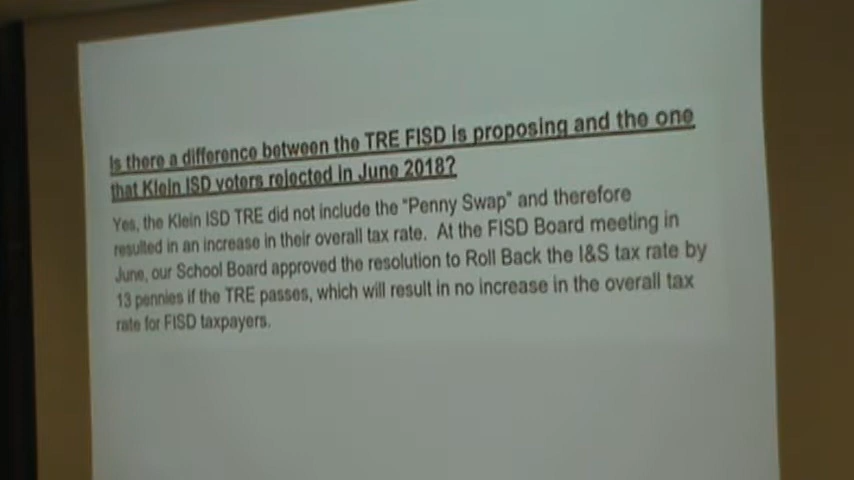 Is there a difference between the TRE FISD is proposing and the one
that Klein ISD voters rejected in June 2018?
Yes, the Klein ISD TRE did not include the "Penny Swap" and therefore
resulted in an increase in their overall tax rate. At the FISD Board meeting in
June, our School Board approved the resolution to Roll Back the I&S tax rate by
13 pennies if the TRE passes, which will result in no increase in the overall tax
rate for FISD taxpayers.